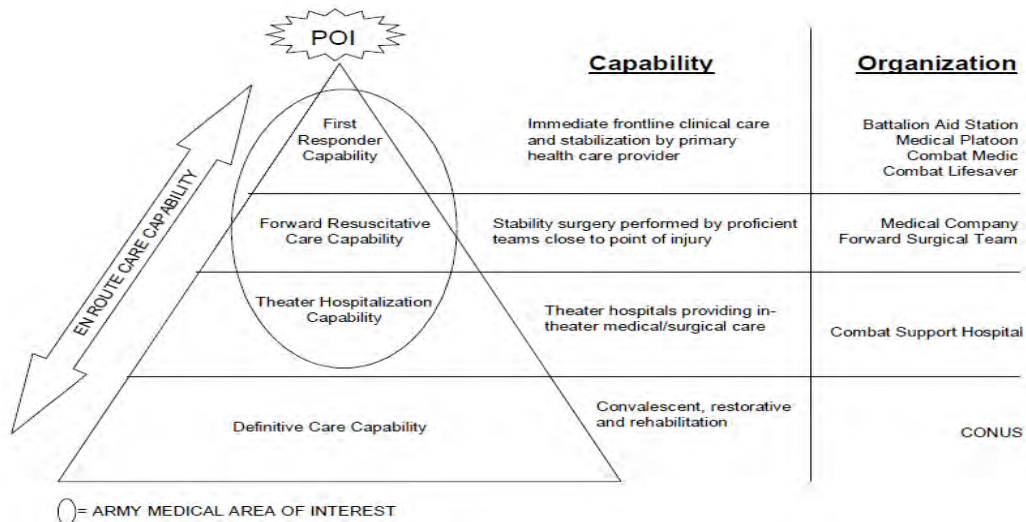 POI
Capability
Organization
EN ROUTE CARE CAPABILITY
First
Responder
Capability
Immediate frontline clinical care
and stabilization by primary
health care provider
Battalion Aid Station
Medical Platoon
Combat Medic
Combat Lifesaver
Forward Resuscitative
Care Capability
Stability surgery performed by proficient
teams close to point of injury
Medical Company
Forward Surgical Team
Theater Hospitalization
Capability
Theater hospitals providing in-
theater medical/surgical care
Combat Support Hospital
Definitive Care Capability
Convalescent, restorative
and rehabilitation
CONUS
= ARMY MEDICAL AREA OF INTEREST